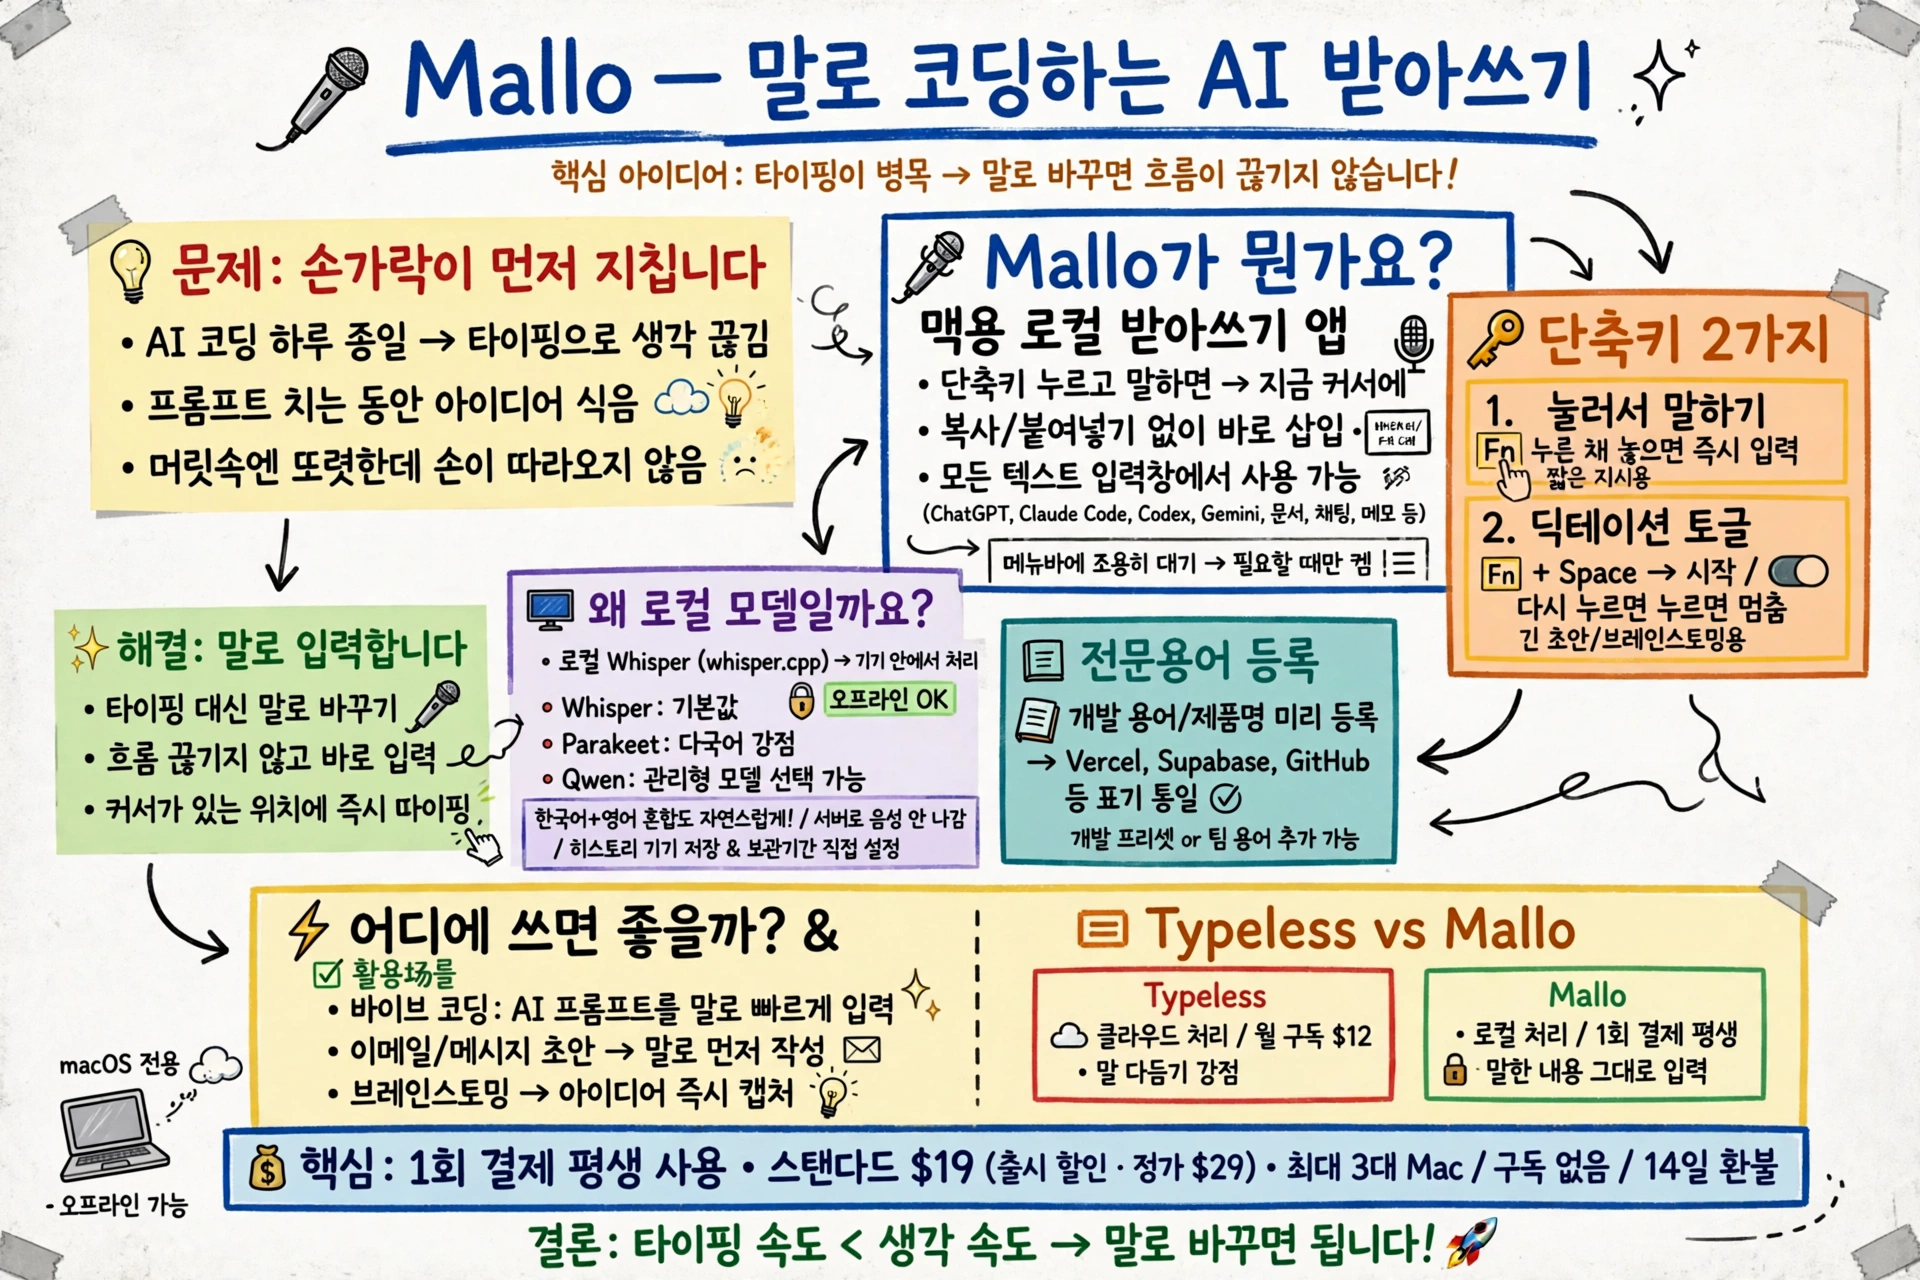 Mallo — 말로 코딩하는 AI 받아쓰기
핵심 아이디어: 타이핑이 병목 → 말로 바꾸면 흐름이 끊기지 않습니다!
문제: 손가락이 먼저 지칩니다
• AI 코딩 하루 종일 → 타이핑으로 생각 끊김
• 프롬프트 치는 동안 아이디어 식음
• 머릿속엔 또렷한데 손이 따라오지 않음
Mallo가 뭔가요?
맥용 로컬 받아쓰기 앱
• 단축키 누르고 말하면 → 지금 커서에
• 복사/붙여넣기 없이 바로 삽입 •
• 모든 텍스트 입력창에서 사용 가능
(ChatGPT, Claude Code, Codex, Gemini, 문서, 채팅, 메모 등)
메뉴바에 조용히 대기 → 필요할 때만 켬
단축키 2가지
1. 눌러서 말하기
Fn 누른 채 놓으면 즉시 입력
짧은 지시용
2. 딕테이션 토글
Fn + Space → 시작 /
다시 누르면 누르면 멈춤
긴 초안/브레인스토밍용
해결: 말로 입력합니다
• 타이핑 대신 말로 바꾸기
• 흐롬 끊기지 않고 바로 입력
• 커서가 있는 위치에 즉시 따이핑
왜 로컬 모델일까요?
• 로컬 Whisper (whisper.cpp) → 기기 안에서 처리
• Whisper: 기본값
오프라인 OK
• Parakeet: 다국어 강점
• Qwen: 관리형 모델 선택 가능
한국어+영어 혼합도 자연스럽게! / 서버로 음성 안 나감
/ 히스토리 기기 저장 & 보관기간 직접 설정
전문용어 등록
개발 용어/제품명 미리 등록
→ Vercel, Supabase, GitHub
등 표기 통일
개발 프리셋 or 팀 용어 추가 가능
어디에 쓰면 좋을까? &
활용场를
• 바이브 코딩: AI 프롬프트를 말로 빠르게 입력
• 이메일/메시지 초안 → 말로 먼저 작성
• 브레인스토밍 → 아이디어 즉시 캡처
Typeless vs Mallo
Typeless
클라우드 처리 / 월 구독 $12
• 말 다듬기 강점
Mallo
• 로컬 처리 / 1회 결제 평생
말한 내용 그대로 입력
macOS 전용
- 오프라인 가능
핵심: 1회 결제 평생 사용 • 스탠다드 $19 (출시 할인 · 정가 $29) • 최대 3대 Mac / 구독 없음 / 14일 환불
결론: 타이핑 속도 < 생각 속도 → 말로 바꾸면 됩니다!